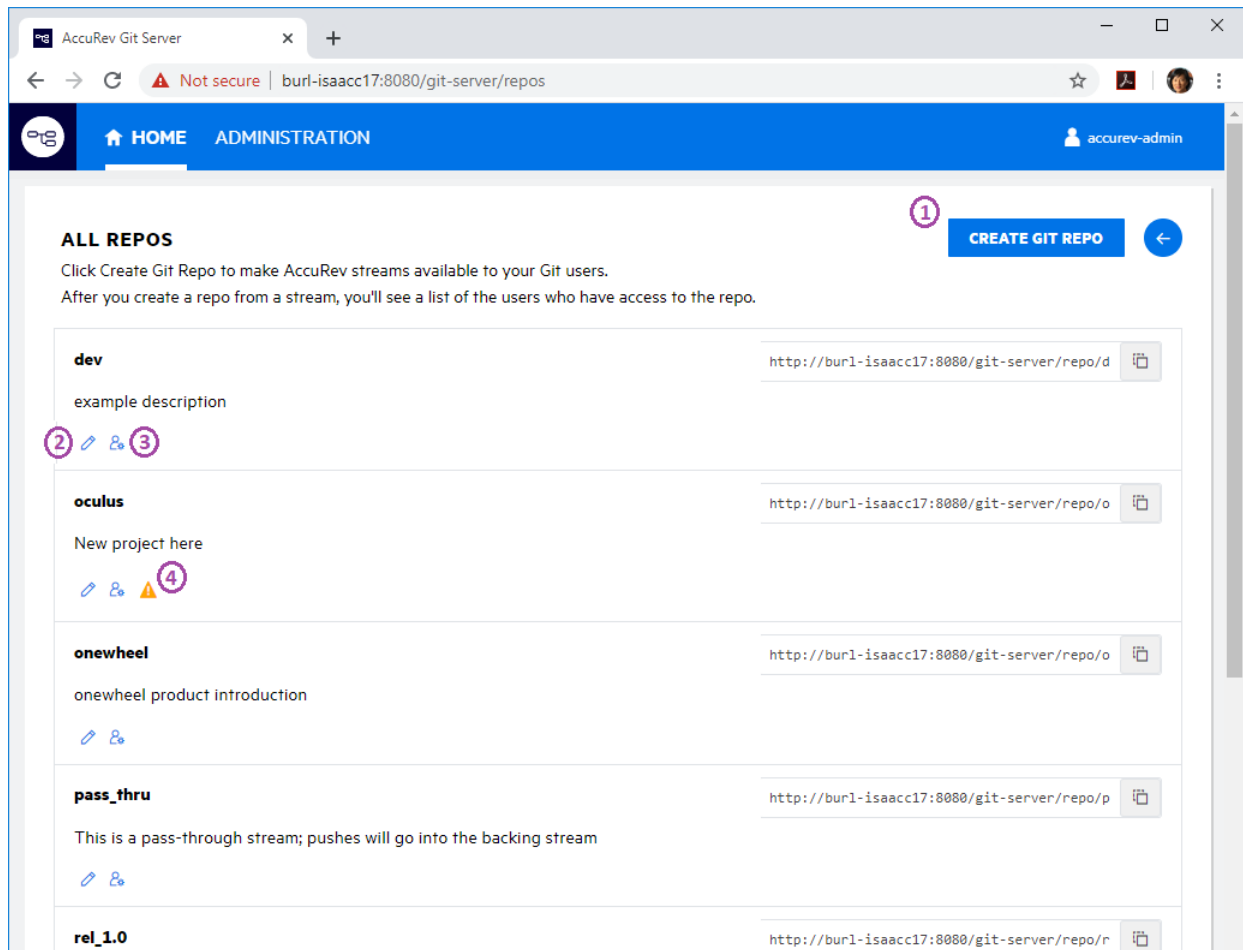 AccuRev Git Server
Not secure | burl-isaacc17:8080/git-server/repos
HOME ADMINISTRATION accurev-admin
1
ALL REPOS CREATE GIT REPO
Click Create Git Repo to make AccuRev streams available to your Git users.
After you create a repo from a stream, you'll see a list of the users who have access to the repo.
dev http://burl-isaacc17:8080/git-server/repo/d
example description
2 3
oculus http://burl-isaacc17:8080/git-server/repo/o
New project here
4
onewheel http://burl-isaacc17:8080/git-server/repo/o
onewheel product introduction
pass_thru http://burl-isaacc17:8080/git-server/repo/p
This is a pass-through stream; pushes will go into the backing stream
rel_1.0 http://burl-isaacc17:8080/git-server/repo/r